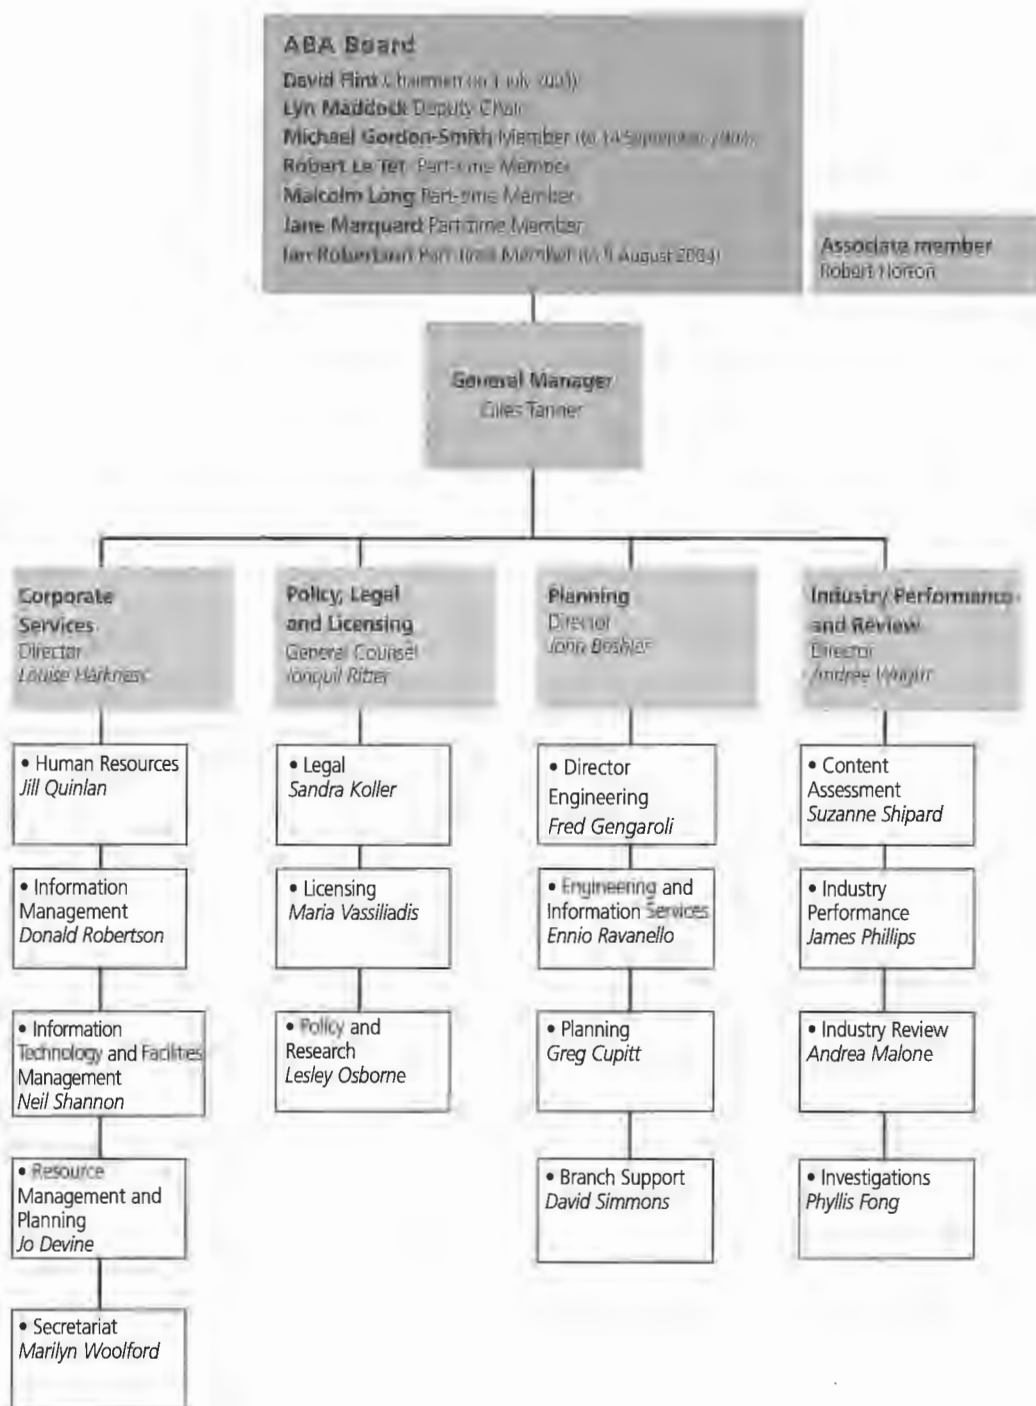 ABA Board
David Flint Chairman
Lyn Maddock Deputy Chair
Michael Gordon-Smith Member (to 14 September
Robert Le Tet Part-time Member
Malcolm Long Part-time Member
Jane Marquard Part-time Member
Ian Robertson Part-time Member (to August 2004)
Associate member
Robert Horton
General Manager
Giles Tanner
Corporate
Services
Director
Louise Harkness
Policy, Legal
and Licensing
General Counsel
Jonquil Ritter
Planning
Director
John
Industry Performance
and Review
Director
Andree Wright
• Human Resources
Jill Quinlan
• Information
Management
Donald Robertson
• Information
Technology and Facilities
Management
Neil Shannon
• Resource
Management and
Planning
Jo Devine
• Secretariat
Marilyn Woolford
• Legal
Sandra Koller
• Licensing
Maria Vassiliadis
• Policy and
Research
Lesley Osborne
• Director
Engineering
Fred Gengaroli
• Engineering and
Information Services
Ennio Ravanello
• Planning
Greg Cupitt
• Branch Support
David Simmons
• Content
Assessment
Suzanne Shipard
• Industry
Performance
James Phillips
• Industry Review
Andrea Malone
• Investigations
Phyllis Fong